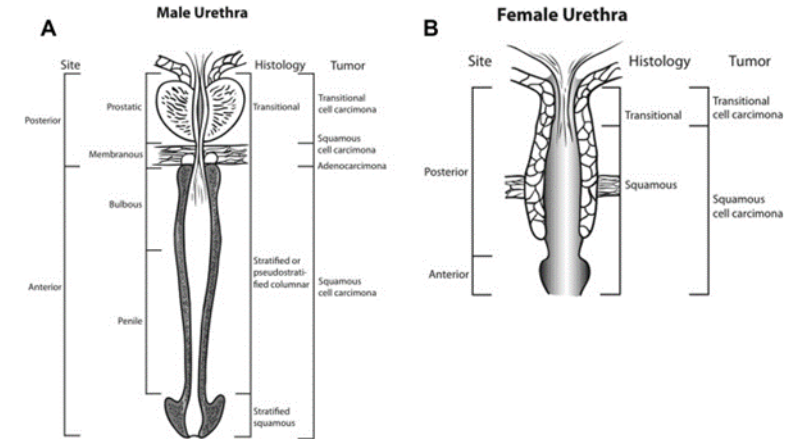 Male Urethra
A
Site
Histology
Tumor
Posterior
Prostatic
Transitional
Transitional
cell carcimona
Squamous
cell carcimona
Membranous
Adenocarcimona
Bulbous
Anterior
Stratified or
pseudostrati-
fied columnar
Squamous
cell carcimona
Penile
Stratified
squamous
Female Urethra
B
Site
Histology
Tumor
Transitional
Transitional
cell carcimona
Posterior
Squamous
Squamous
cell carcimona
Anterior